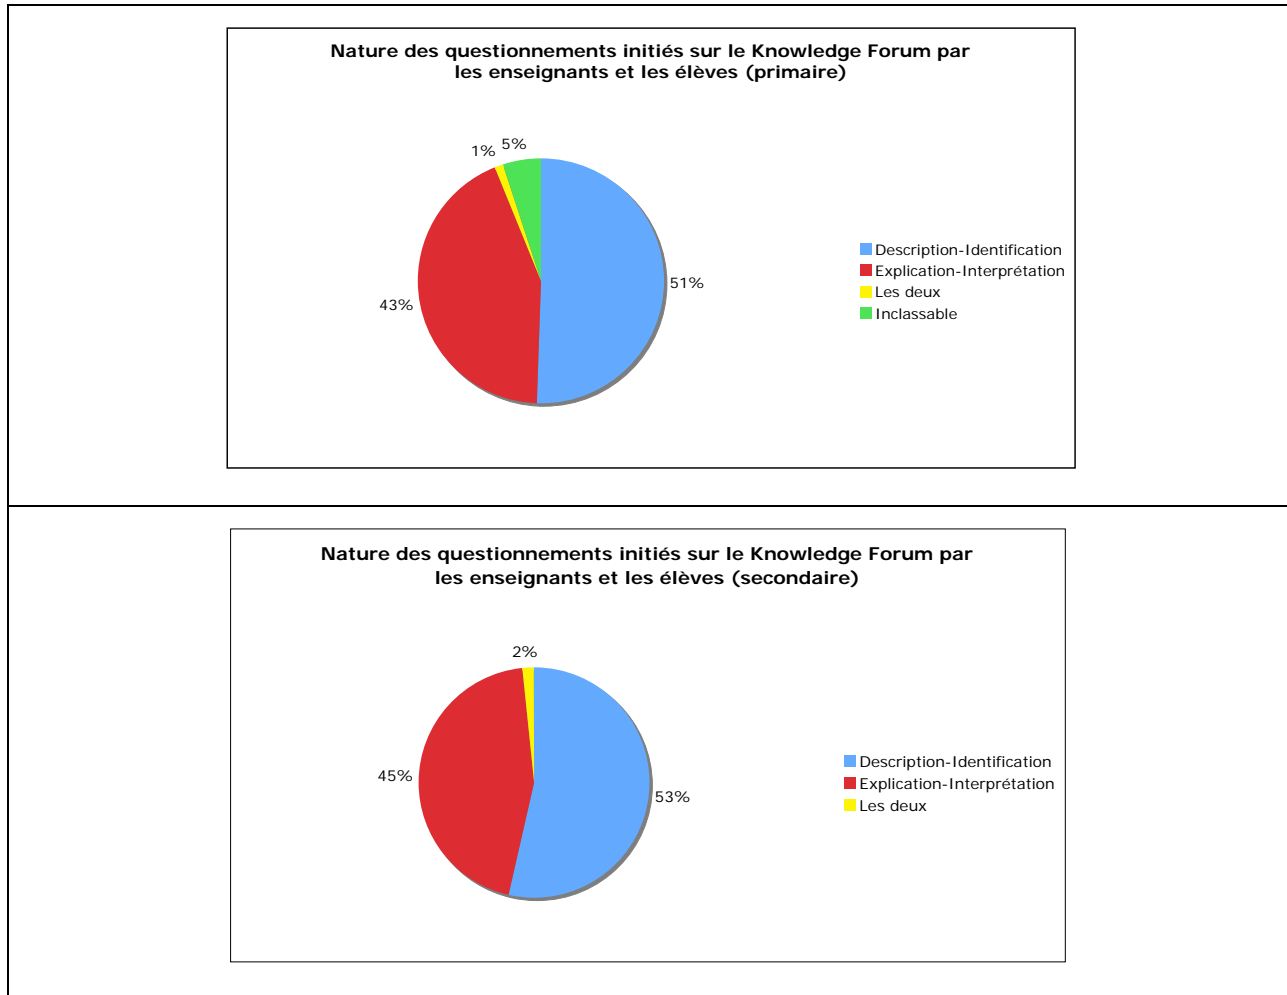 Nature des questionnements initiés sur le Knowledge Forum par
les enseignants et les élèves (primaire)
1%
5%
51%
43%
Description-Identification
Explication-Interprétation
Les deux
Inclassable
Nature des questionnements initiés sur le Knowledge Forum par
les enseignants et les élèves (secondaire)
2%
45%
53%
Description-Identification
Explication-Interprétation
Les deux